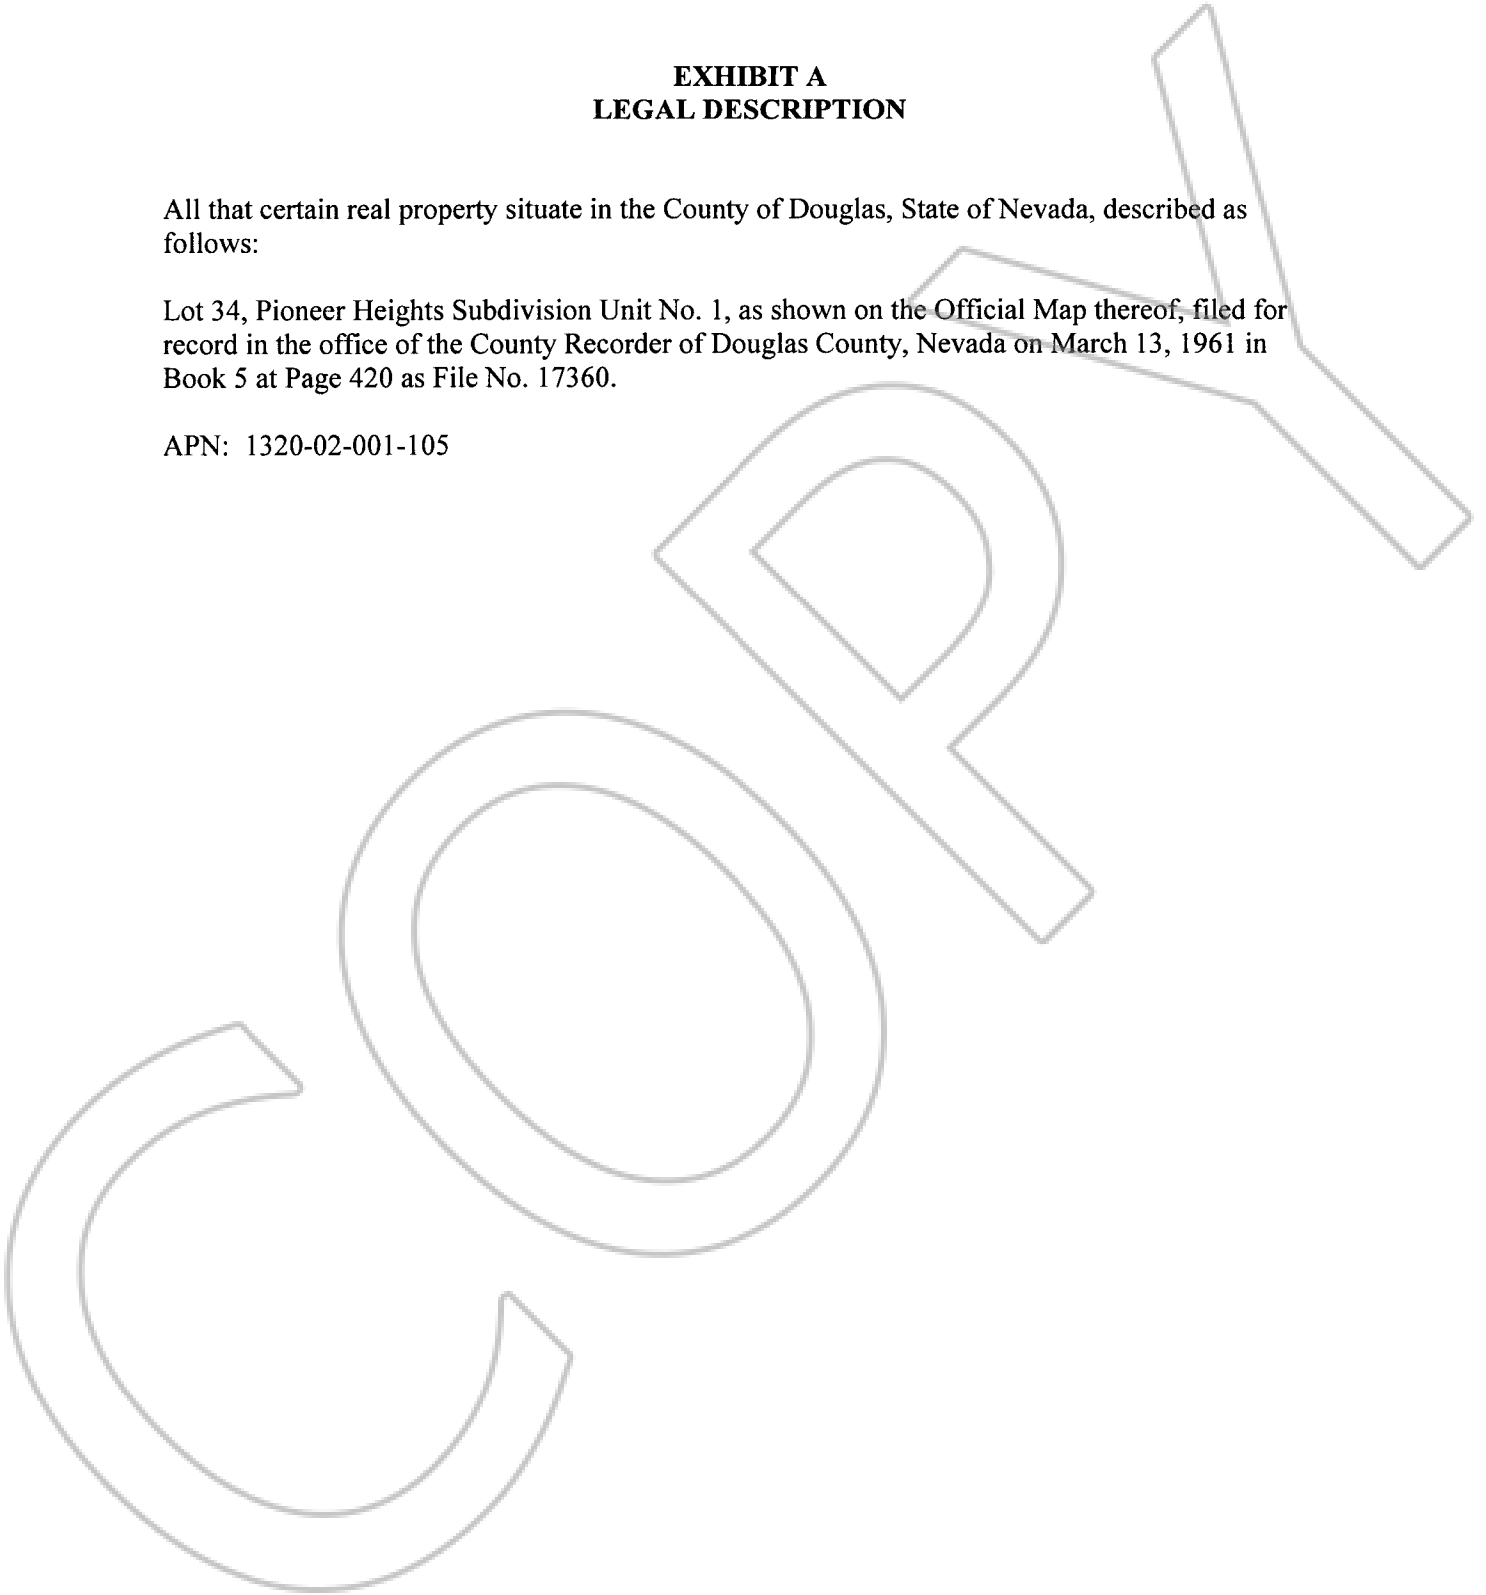 EXHIBIT A
LEGAL DESCRIPTION
All that certain real property situate in the County of Douglas, State of Nevada, described as
follows:
Lot 34, Pioneer Heights Subdivision Unit No. 1, as shown on the Official Map thereof, filed for
record in the office of the County Recorder of Douglas County, Nevada on March 13, 1961 in
Book 5 at Page 420 as File No. 17360.
APN: 1320-02-001-105
COPY